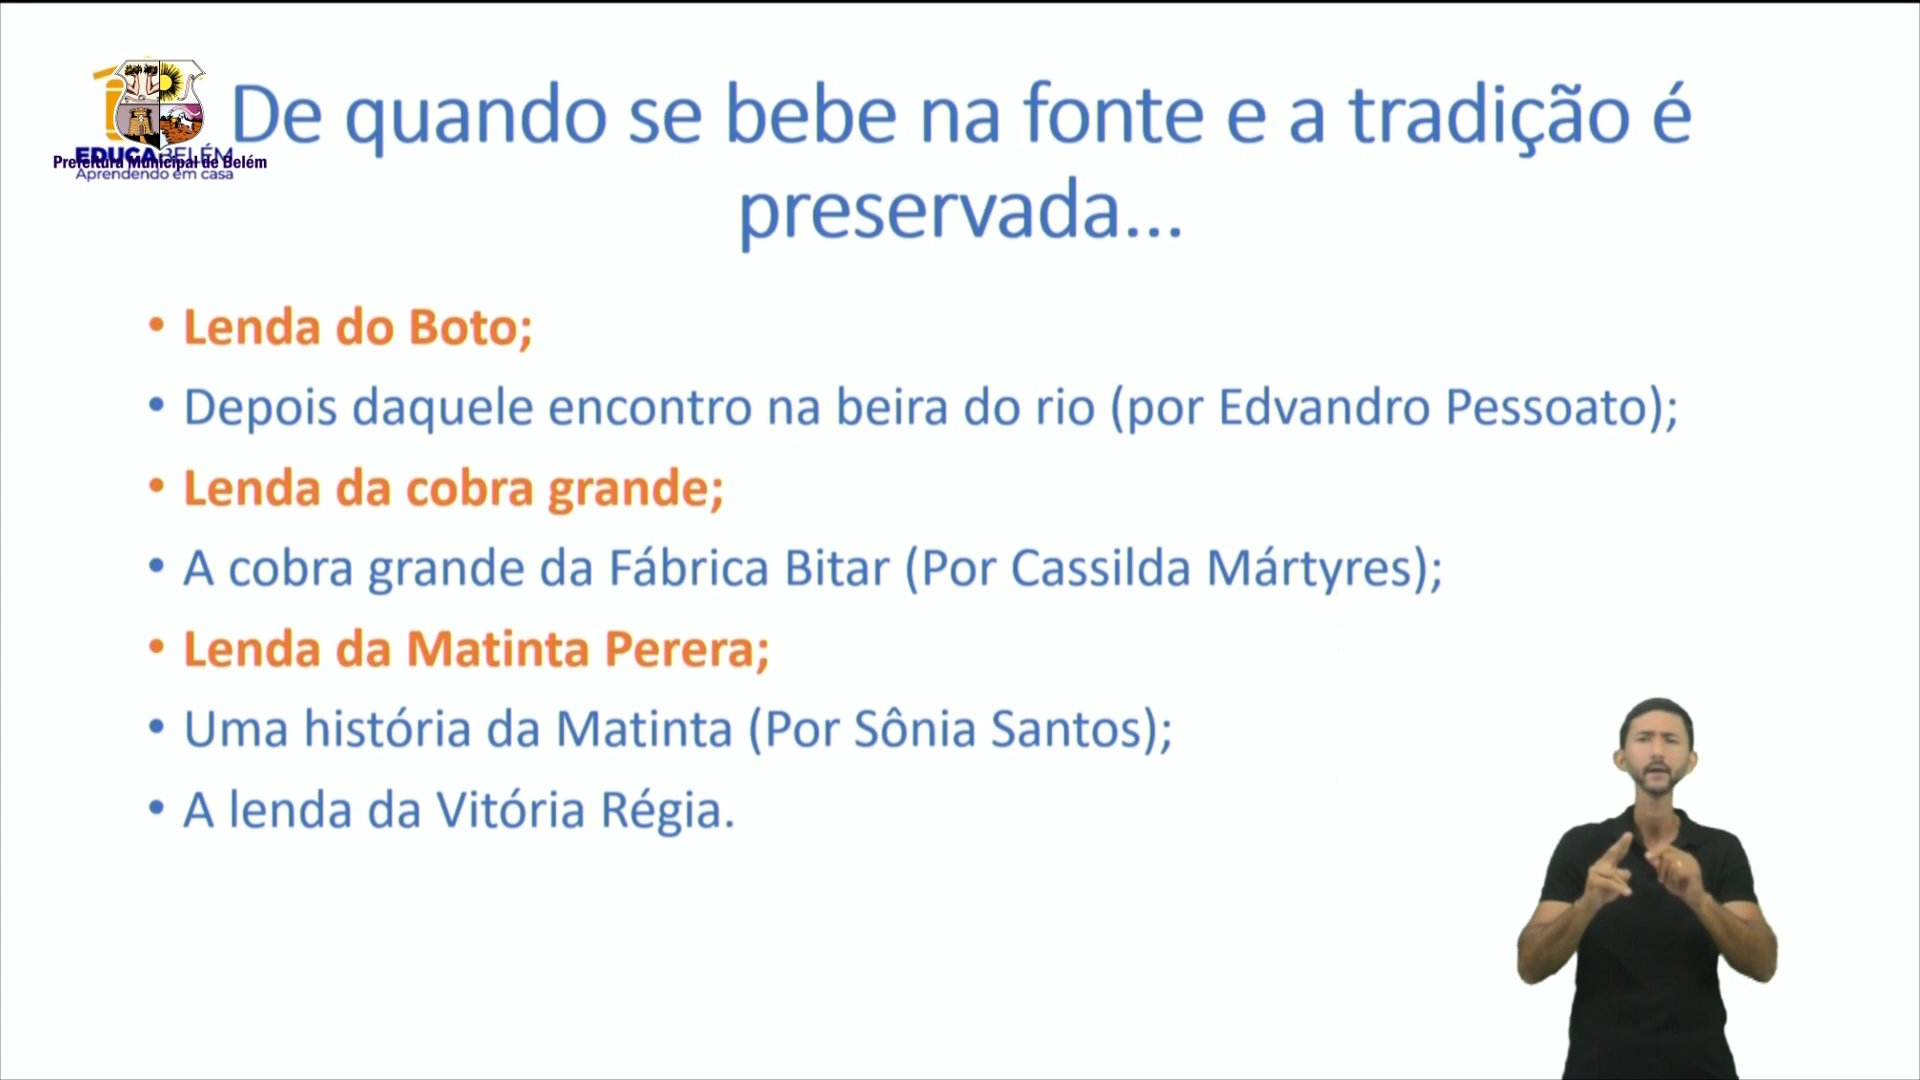 De quando se bebe na fonte e a tradição é
preservada...
EDUCABELÉM
Prefeitura Municipal de Belém
Aprendendo em casa
• Lenda do Boto;
• Depois daquele encontro na beira do rio (por Edvandro Pessoato);
• Lenda da cobra grande;
• A cobra grande da Fábrica Bitar (Por Cassilda Mártyres);
• Lenda da Matinta Perera;
• Uma história da Matinta (Por Sônia Santos);
• A lenda da Vitória Régia.